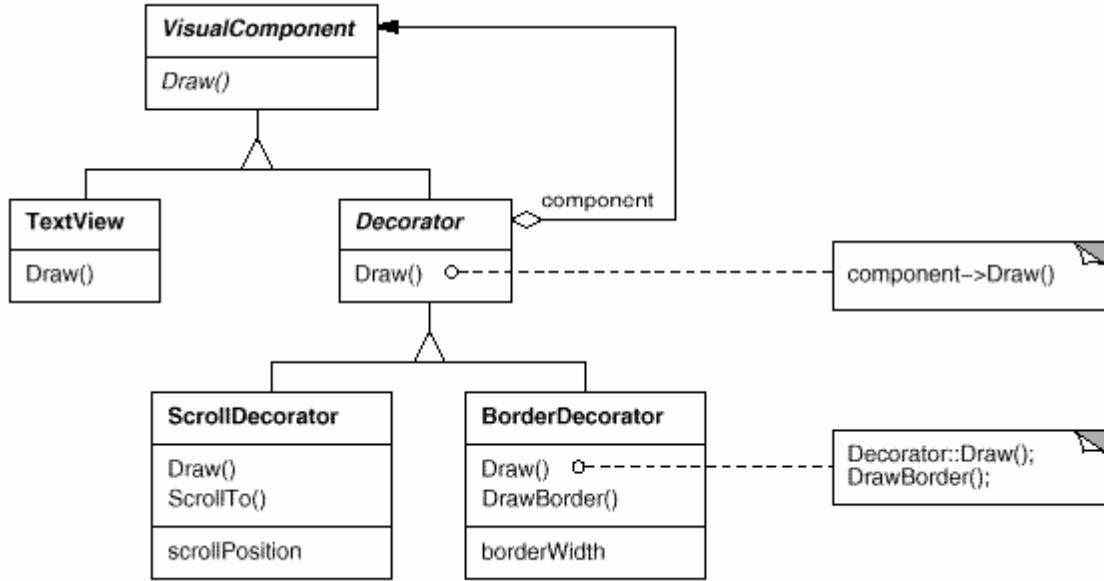 VisualComponent
Draw()
component
TextView
Draw()
Decorator
Draw()
component->Draw()
ScrollDecorator
Draw()
ScrollTo()
scrollPosition
BorderDecorator
Draw()
DrawBorder()
borderWidth
Decorator::Draw();
DrawBorder();